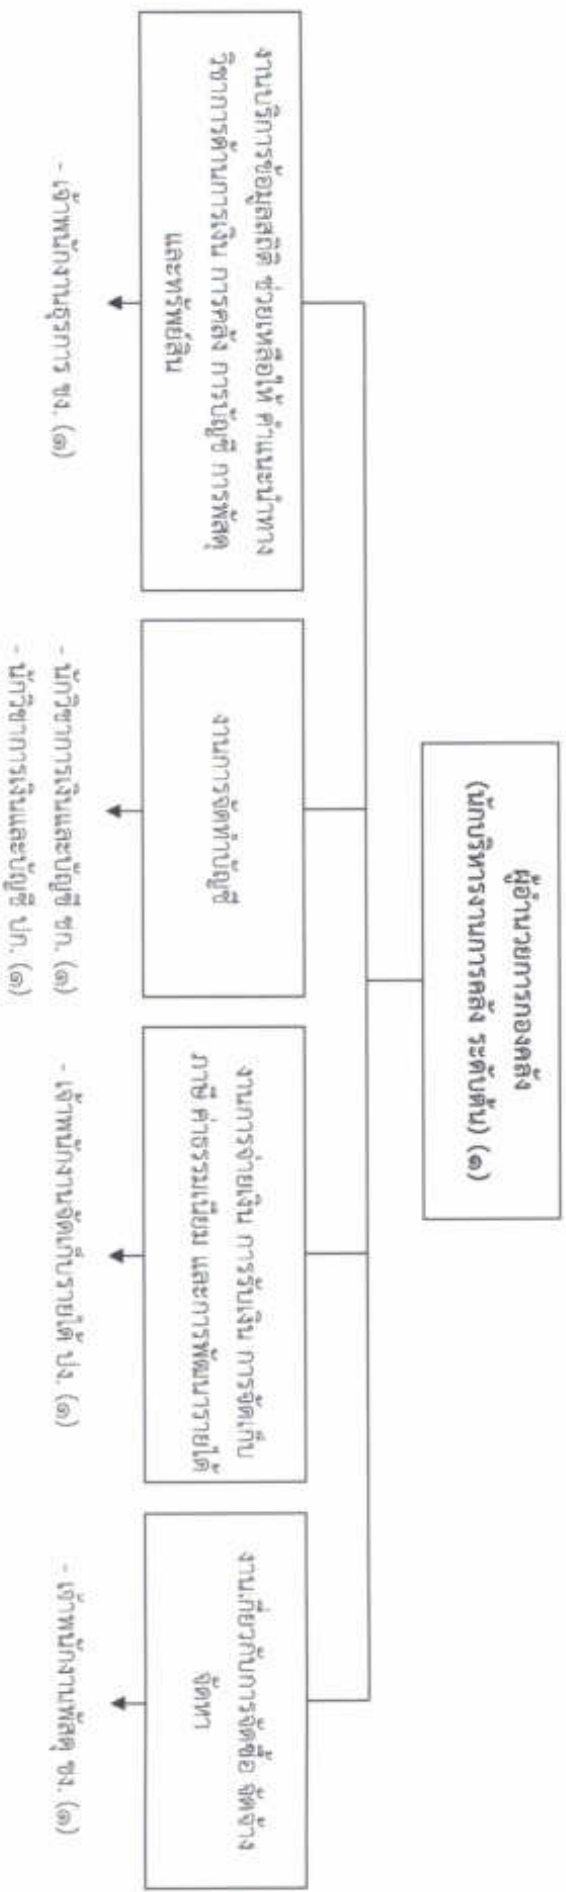 ผู้อำนวยการกองคลัง
(นักบริหารงานการคลัง ระดับต้น) (๑)
งานบริการข้อมูลสถิติ ช่วยเหลือให้ คำแนะนำทาง
วิชาการด้านการเงิน การคลัง การบัญชี การพัสดุ
และทรัพย์สิน
- เจ้าพนักงานธุรการ ชง. (๑)
งานการจัดทำบัญชี
- นักวิชาการเงินและบัญชี ชก. (๑)
- นักวิชาการเงินและบัญชี ปก. (๑)
งานการจ่ายเงิน การรับเงิน การจัดเก็บ
ภาษี ค่าธรรมเนียม และการพัฒนารายได้
- เจ้าพนักงานจัดเก็บรายได้ ปง. (๑)
งานเกี่ยวกับการจัดซื้อ จัดจ้าง
จัดหา
- เจ้าพนักงานพัสดุ ชง. (๑)